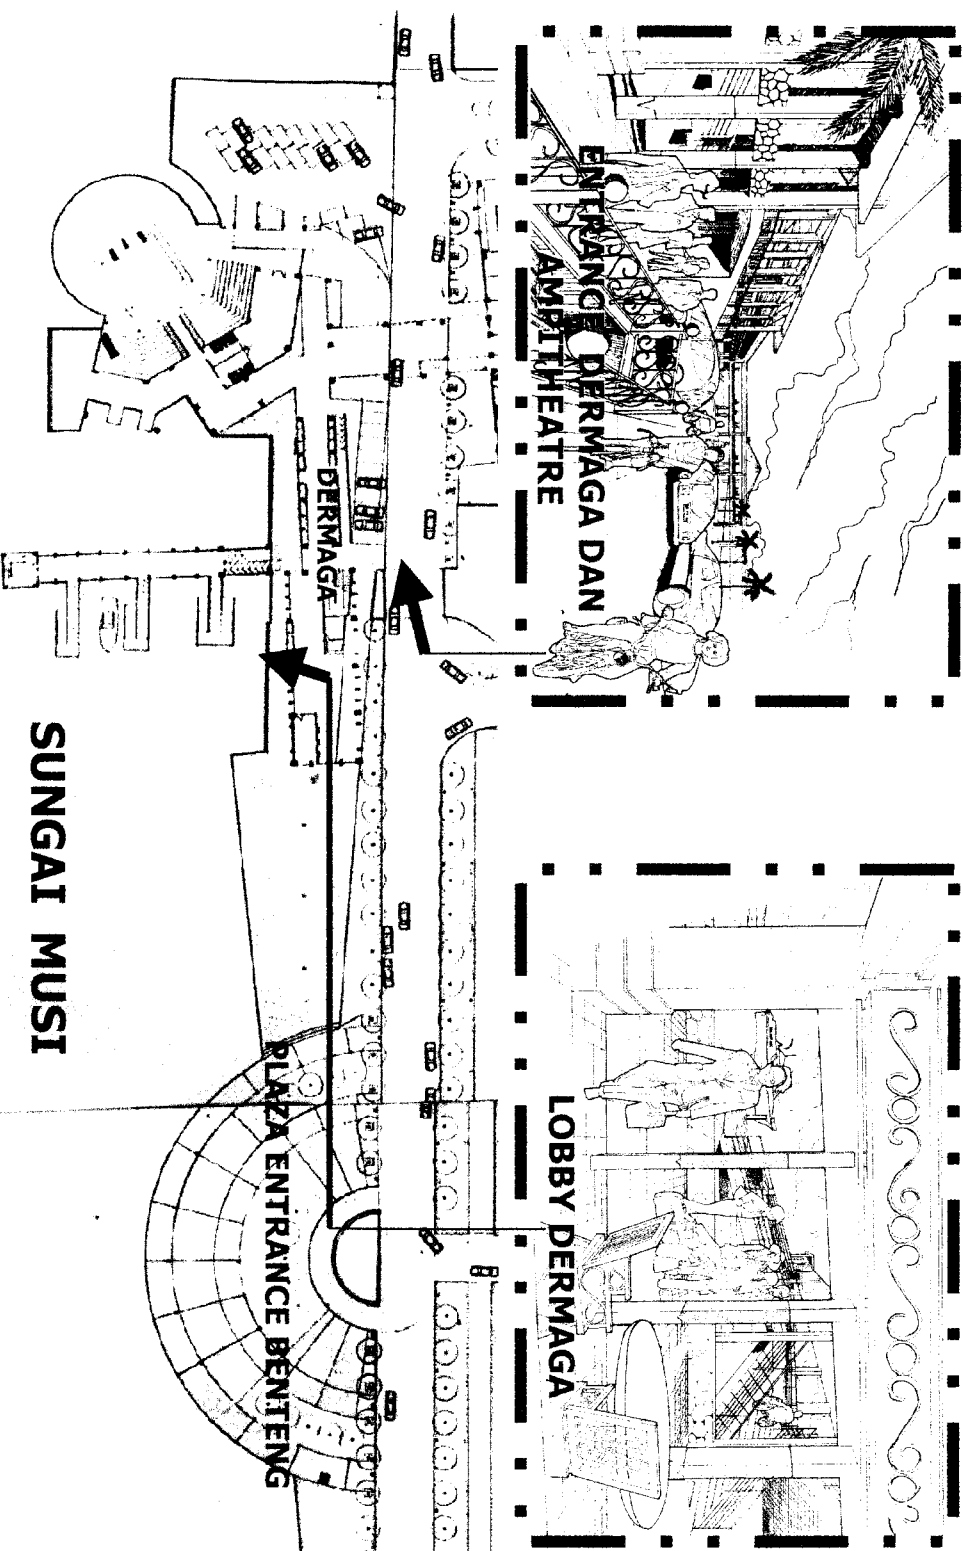 ENTRANCE DERMAGA DAN
AMPITHEATRE
LOBBY DERMAGA
DERMAGA
PLAZA ENTRANCE BENTENG
SUNGAI MUSI